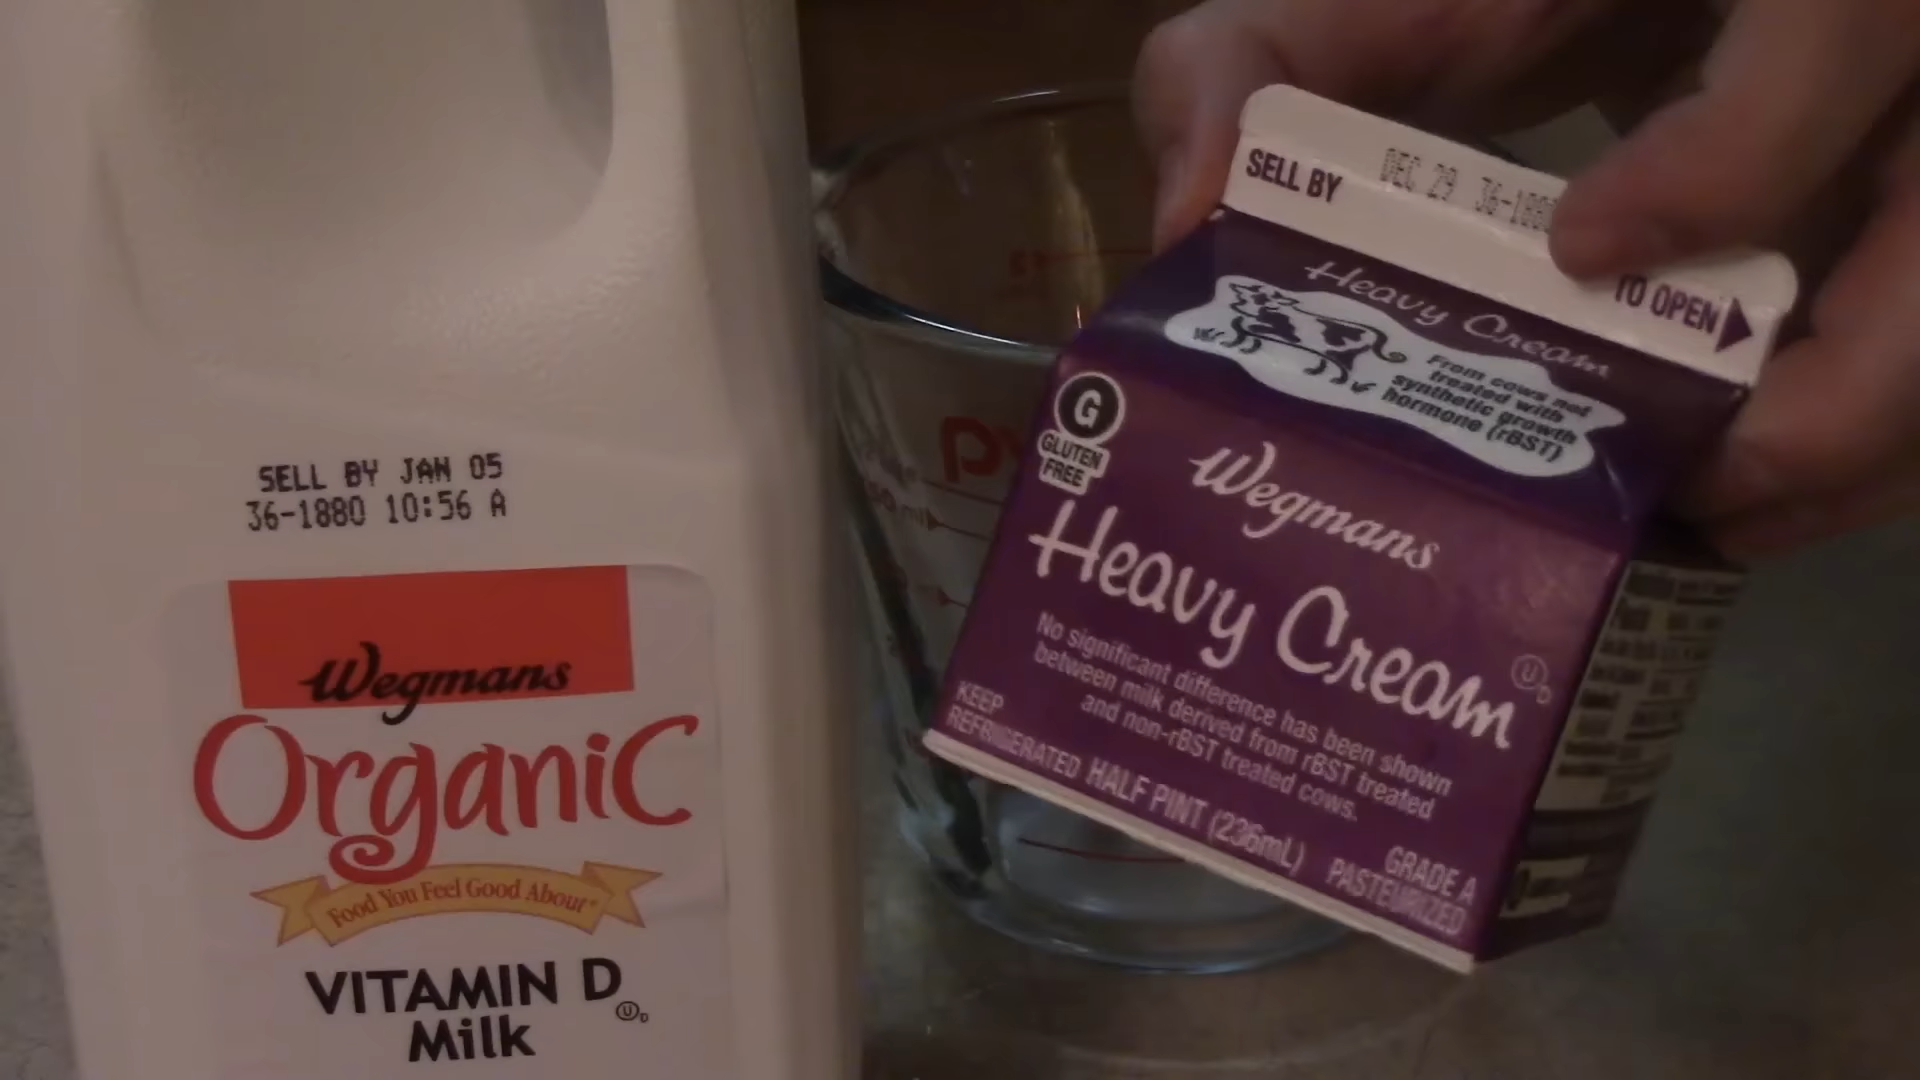 SELL BY JAN 05
36-1880 10:56 A
Wegmans
Organic
Food You Feel Good About
VITAMIN D
Milk
SELL BY DEC 29 36-1880
TO OPEN
Heavy Cream
From cows not
treated with
synthetic growth
hormone (rBST)
G
GLUTEN
FREE
Wegmans
Heavy Cream
No significant difference has been shown
between milk derived from rBST treated
and non-rBST treated cows.
KEEP
REFRIGERATED
HALF PINT (236mL)
GRADE A
PASTEURIZED